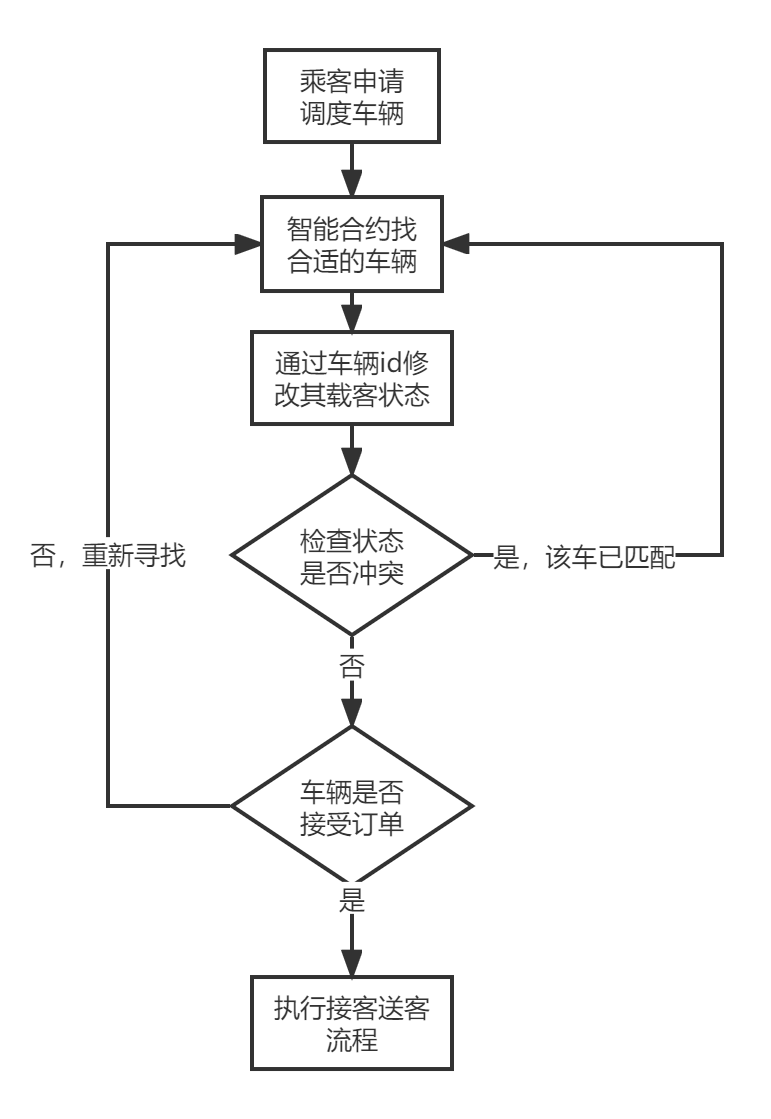 乘客申请
调度车辆
智能合约找
合适的车辆
通过车辆id修
改其载客状态
检查状态
是否冲突
否，重新寻找
是，该车已匹配
否
车辆是否
接受订单
是
执行接客送客
流程